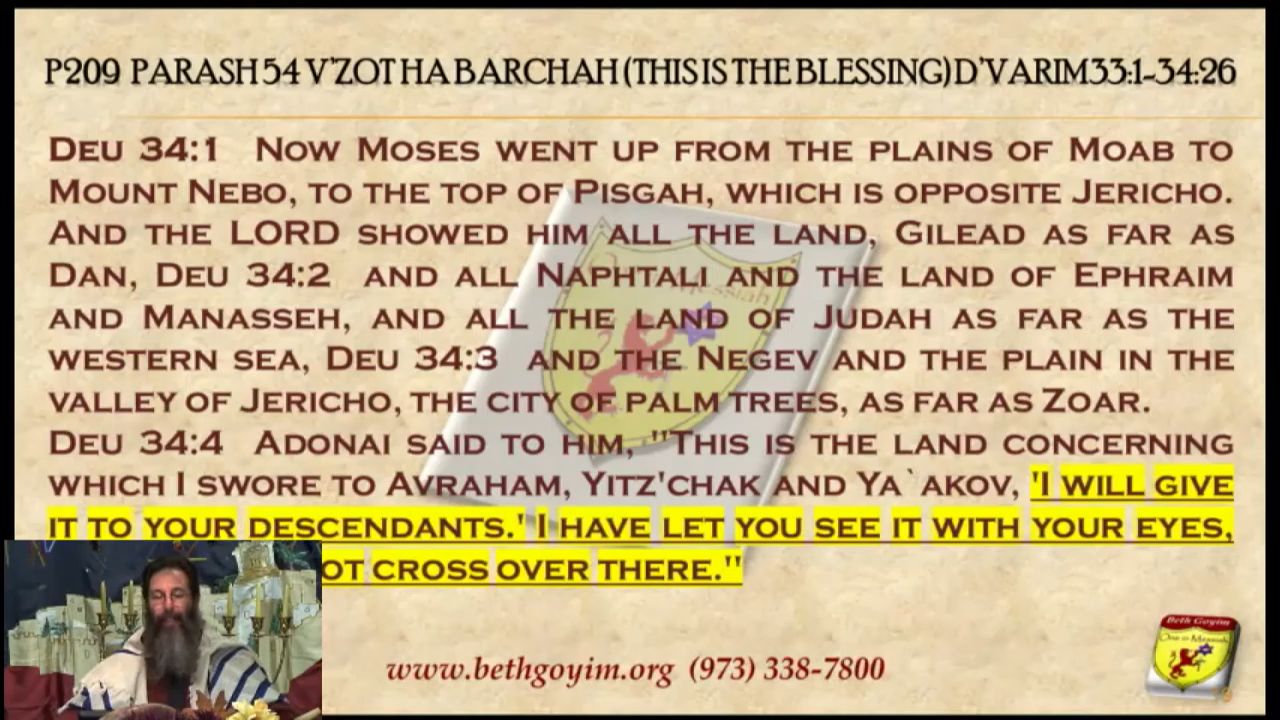 P209 PARASH 54 V'ZOT HA BARCHAH (THIS IS THE BLESSING) D'VARIM 33:1-34:26
DEU 34:1 NOW MOSES WENT UP FROM THE PLAINS OF MOAB TO
MOUNT NEBO, TO THE TOP OF PISGAH, WHICH IS OPPOSITE JERICHO.
AND THE LORD SHOWED HIM ALL THE LAND, GILEAD AS FAR AS
DAN, DEU 34:2 AND ALL NAPHTALI AND THE LAND OF EPHRAIM
AND MANASSEH, AND ALL THE LAND OF JUDAH AS FAR AS THE
WESTERN SEA, DEU 34:3 AND THE NEGEV AND THE PLAIN IN THE
VALLEY OF JERICHO, THE CITY OF PALM TREES, AS FAR AS ZOAR.
DEU 34:4 ADONAI SAID TO HIM, "THIS IS THE LAND CONCERNING
WHICH I SWORE TO AVRAHAM, YITZ'CHAK AND YA`AKOV, 'I WILL GIVE
IT TO YOUR DESCENDANTS.' I HAVE LET YOU SEE IT WITH YOUR EYES,
OT CROSS OVER THERE."
www.bethgoyim.org (973) 338-7800
Beth Goyim
One in Messiah